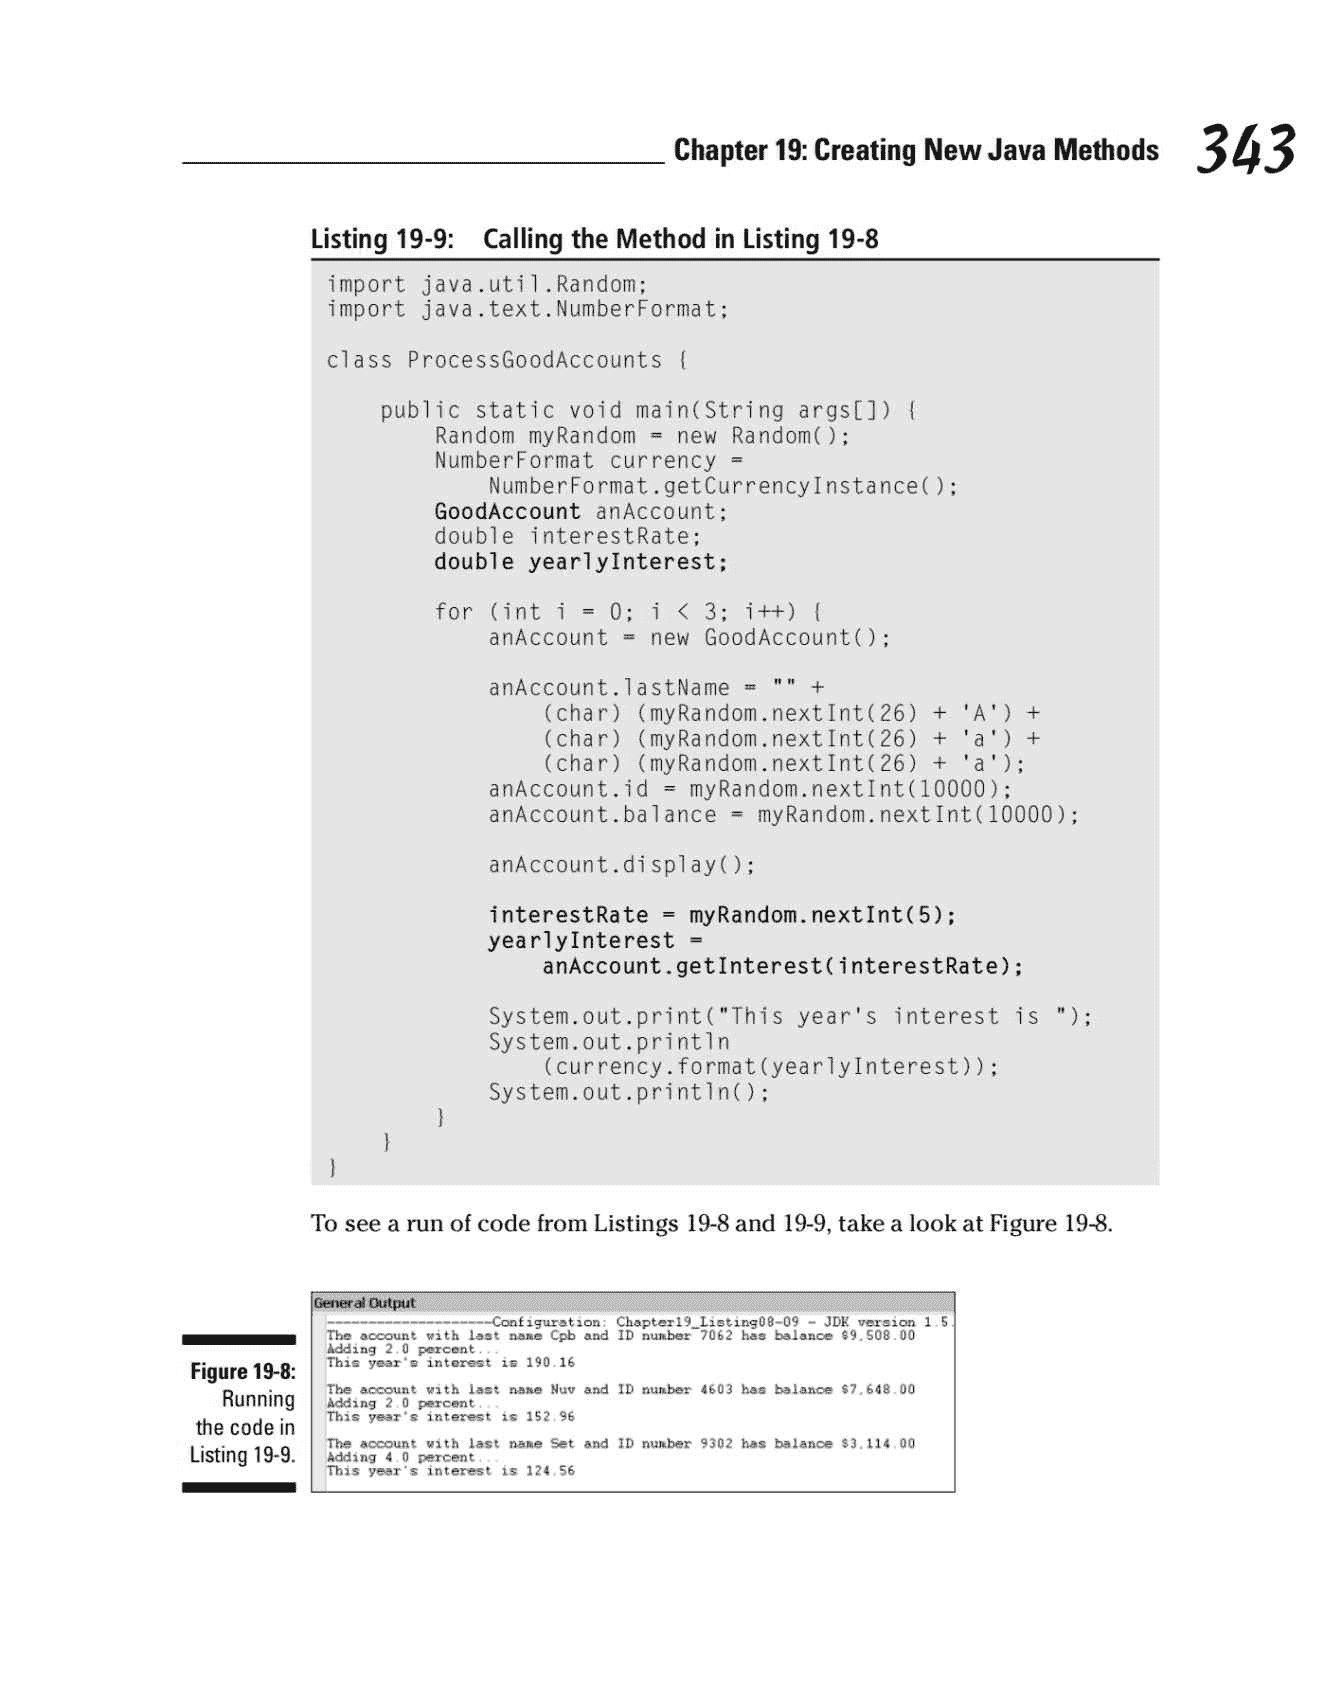 Chapter 19: Creating New Java Methods 343
Listing 19-9: Calling the Method in Listing 19-8
import java.util.Random;
import java.text.NumberFormat;
class ProcessGoodAccounts {
public static void main(String args[]) {
Random myRandom = new Random();
NumberFormat currency =
NumberFormat.getCurrencyInstance();
GoodAccount anAccount;
double interestRate;
double yearlyInterest;
for (int i = 0; i < 3; i++) {
anAccount = new GoodAccount();
anAccount.lastName = "" +
(char) (myRandom.nextInt(26) + 'A') +
(char) (myRandom.nextInt(26) + 'a') +
(char) (myRandom.nextInt(26) + 'a');
anAccount.id = myRandom.nextInt(10000);
anAccount.balance = myRandom.nextInt(10000);
anAccount.display();
interestRate = myRandom.nextInt(5);
yearlyInterest =
anAccount.getInterest(interestRate);
System.out.print("This year's interest is ");
System.out.println
(currency.format(yearlyInterest));
System.out.println();
}
}
}
To see a run of code from Listings 19-8 and 19-9, take a look at Figure 19-8.
General Output
--------------------Configuration: Chapter19_Listing08-09 - JDK version 1.5.
The account with last name Cpb and ID number 7062 has balance $9,508.00
Adding 2.0 percent...
This year's interest is 190.16
The account with last name Nuv and ID number 4603 has balance $7,648.00
Adding 2.0 percent...
This year's interest is 152.96
The account with last name Set and ID number 9302 has balance $3,114.00
Adding 4.0 percent...
This year's interest is 124.56
Figure 19-8:
Running
the code in
Listing 19-9.